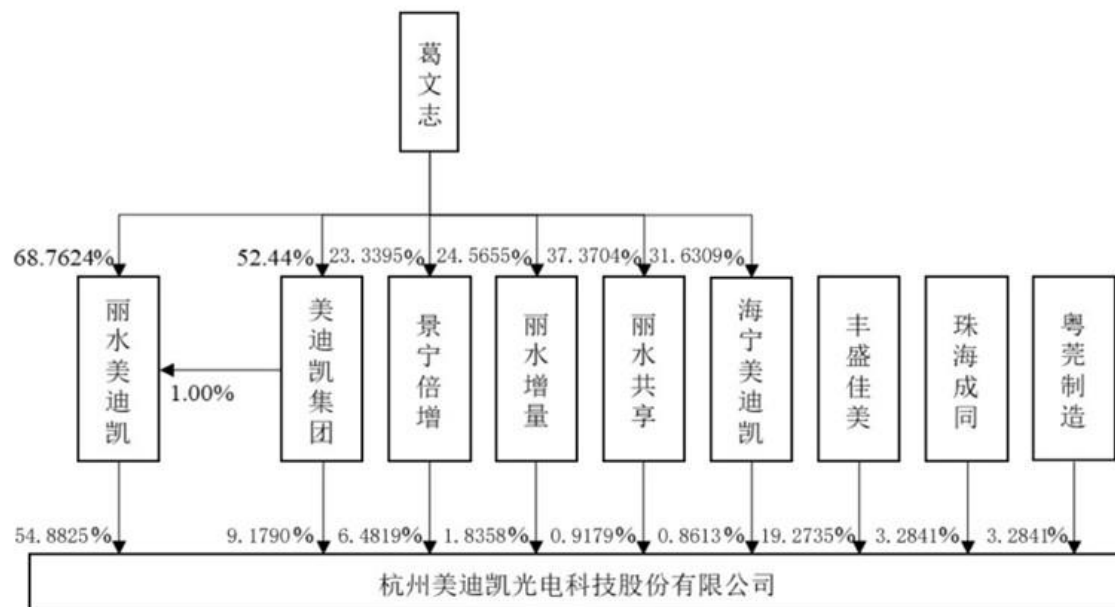 葛文志
68.7624%
52.44%
23.3395%
24.5655%
37.3704%
31.6309%
丽水美迪凯
美迪凯集团
景宁倍增
丽水增量
丽水共享
海宁美迪凯
丰盛佳美
珠海成同
粤莞制造
1.00%
54.8825%
9.1790%
6.4819%
1.8358%
0.9179%
0.8613%
19.2735%
3.2841%
3.2841%
杭州美迪凯光电科技股份有限公司